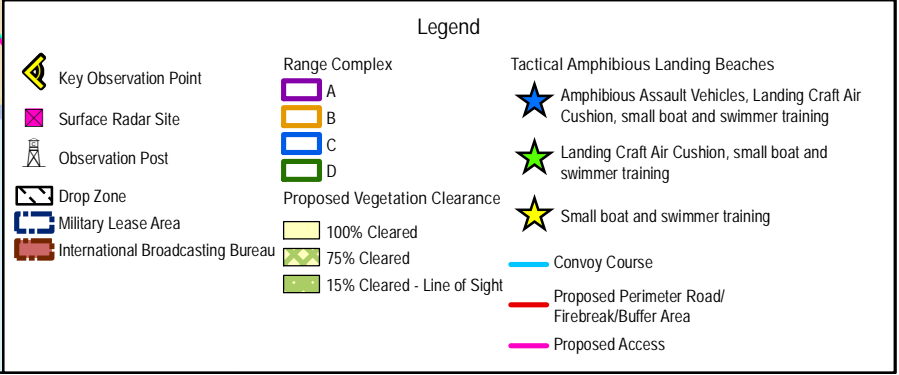 Legend
Key Observation Point
Surface Radar Site
Observation Post
Drop Zone
Military Lease Area
International Broadcasting Bureau
Range Complex
A
B
C
D
Proposed Vegetation Clearance
100% Cleared
75% Cleared
15% Cleared - Line of Sight
Tactical Amphibious Landing Beaches
Amphibious Assault Vehicles, Landing Craft Air
Cushion, small boat and swimmer training
Landing Craft Air Cushion, small boat and
swimmer training
Small boat and swimmer training
Convoy Course
Proposed Perimeter Road/
Firebreak/Buffer Area
Proposed Access